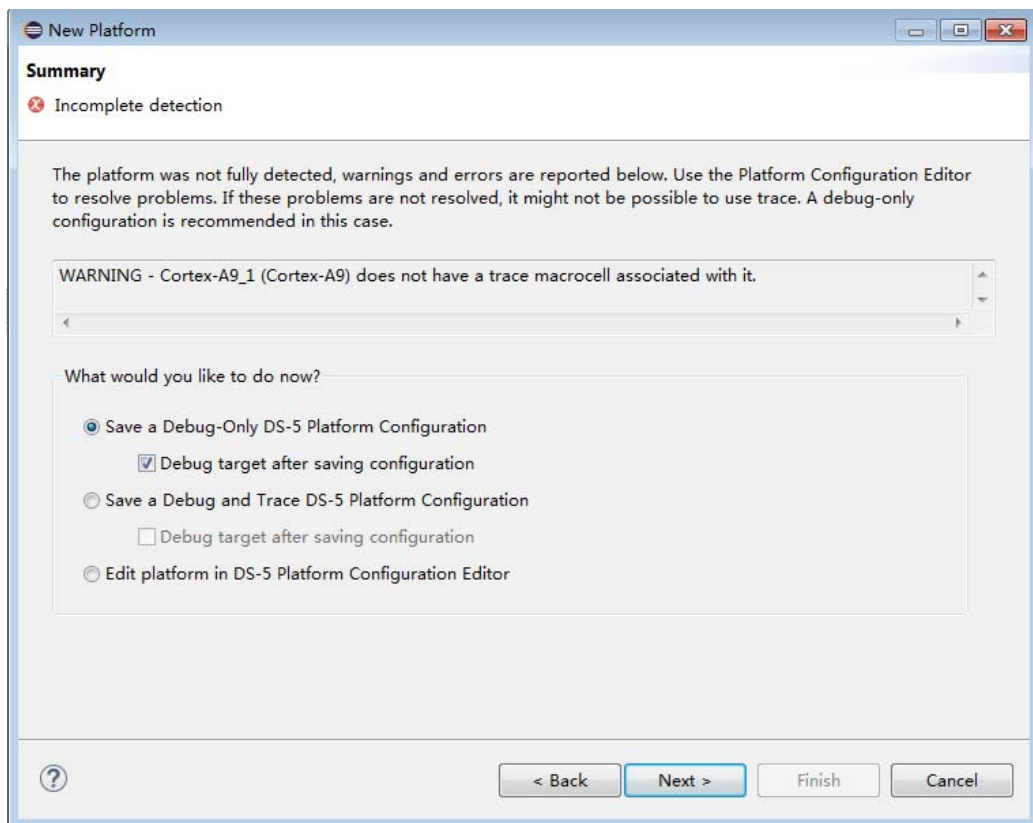 New Platform
Summary
Incomplete detection
The platform was not fully detected, warnings and errors are reported below. Use the Platform Configuration Editor
to resolve problems. If these problems are not resolved, it might not be possible to use trace. A debug-only
configuration is recommended in this case.
WARNING - Cortex-A9_1 (Cortex-A9) does not have a trace macrocell associated with it.
What would you like to do now?
Save a Debug-Only DS-5 Platform Configuration
Debug target after saving configuration
Save a Debug and Trace DS-5 Platform Configuration
Debug target after saving configuration
Edit platform in DS-5 Platform Configuration Editor
< Back
Next >
Finish
Cancel